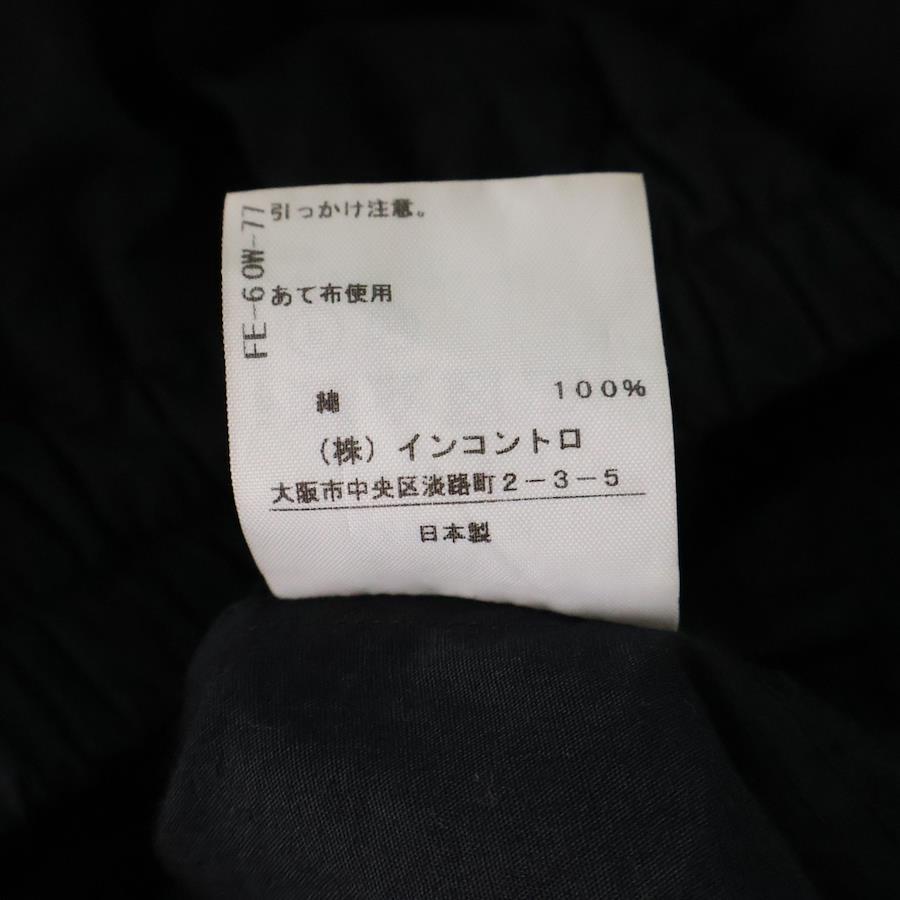 FE-60W-77
引っかけ注意。
あて布使用
綿 100%
(株)インコントロ
大阪市中央区淡路町2-3-5
日本製